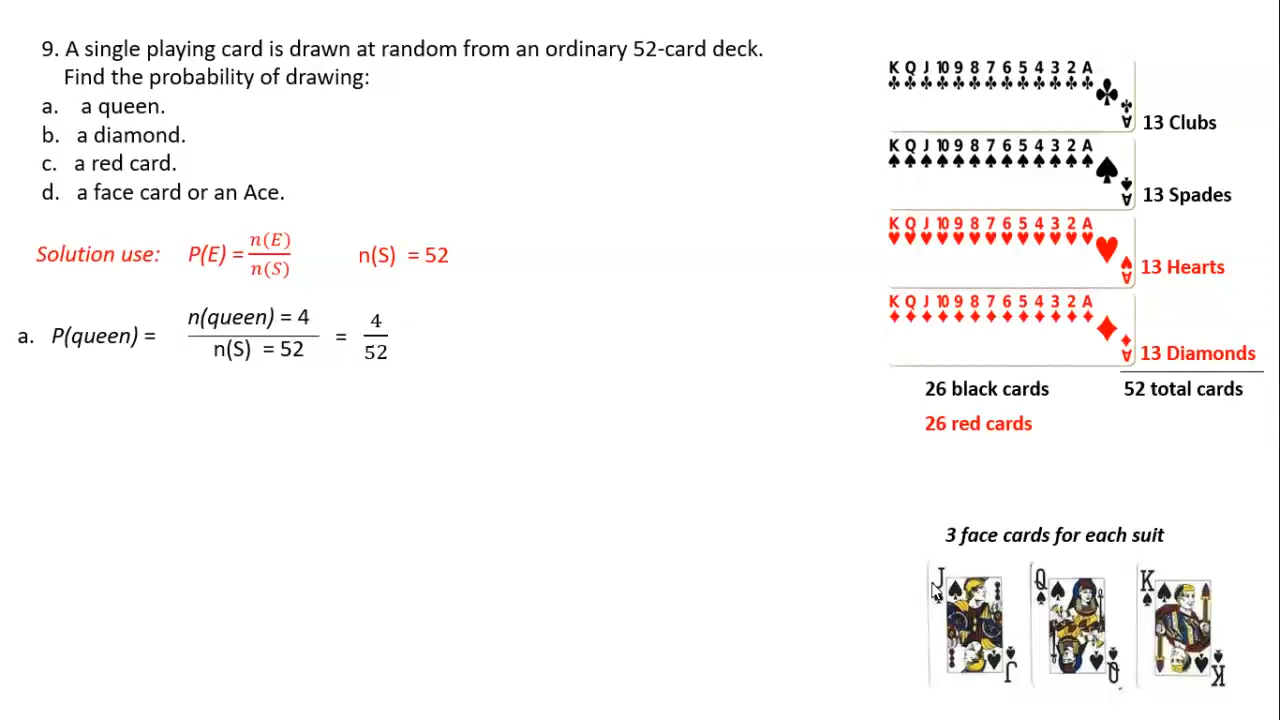 9. A single playing card is drawn at random from an ordinary 52-card deck.
Find the probability of drawing:
a. a queen.
b. a diamond.
c. a red card.
d. a face card or an Ace.
Solution use: P(E) = n(E) / n(S) n(S) = 52
a. P(queen) = n(queen) = 4 / n(S) = 52 = 4 / 52
K Q J 10 9 8 7 6 5 4 3 2 A
A
13 Clubs
K Q J 10 9 8 7 6 5 4 3 2 A
A
13 Spades
K Q J 10 9 8 7 6 5 4 3 2 A
A
13 Hearts
K Q J 10 9 8 7 6 5 4 3 2 A
A
13 Diamonds
26 black cards 52 total cards
26 red cards
3 face cards for each suit
J Q K
J Q K